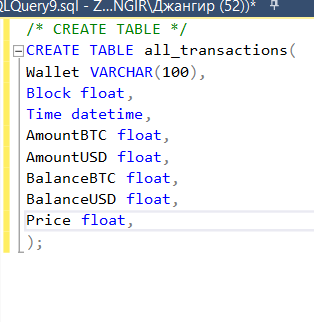 QLQuery9.sql - Z...NGIR\Джангир (52))*
/* CREATE TABLE */
CREATE TABLE all_transactions(
Wallet VARCHAR(100),
Block float,
Time datetime,
AmountBTC float,
AmountUSD float,
BalanceBTC float,
BalanceUSD float,
Price float,
);